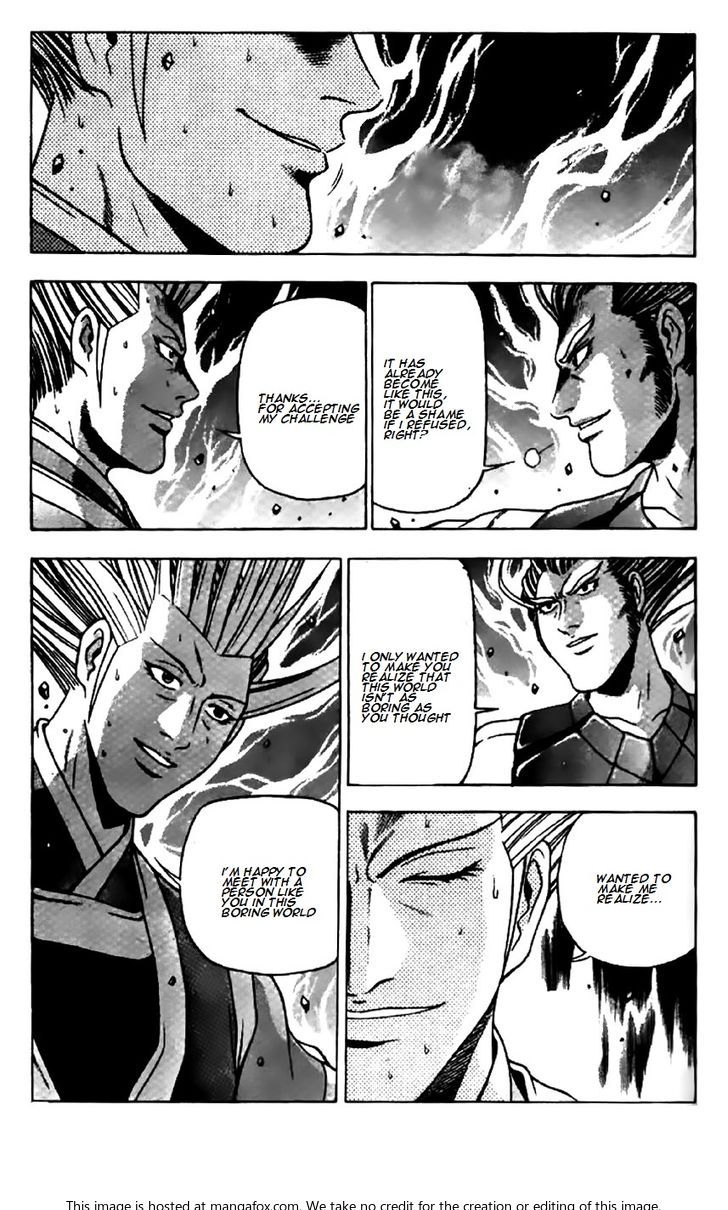 IT HAS
ALREADY
BECOME
LIKE THIS,
IT WOULD
BE A SHAME
IF I REFUSED,
RIGHT?
THANKS...
FOR ACCEPTING
MY CHALLENGE
I ONLY WANTED
TO MAKE YOU
REALIZE THAT
THIS WORLD
ISN'T AS
BORING AS
YOU THOUGHT
WANTED TO
MAKE ME
REALIZE...
I'M HAPPY TO
MEET WITH A
PERSON LIKE
YOU IN THIS
BORING WORLD
This image is hosted at mangafox.com. We take no credit for the creation or editing of this image.